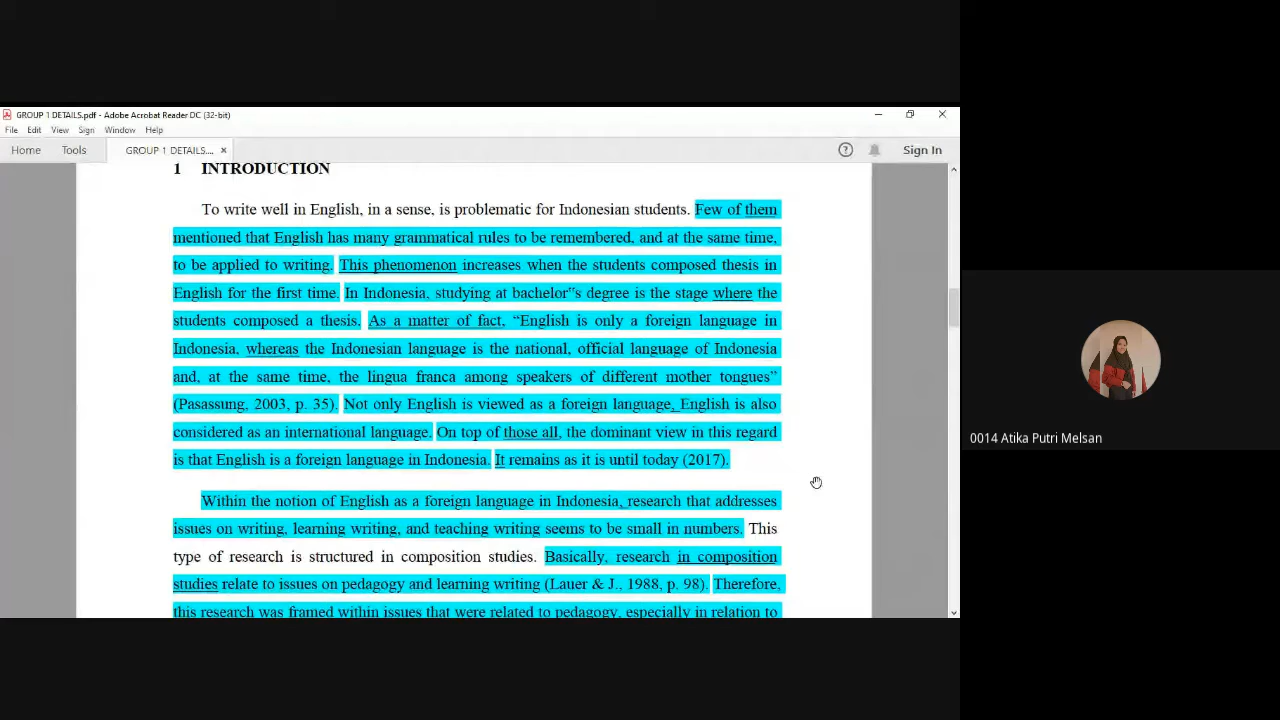 GROUP 1 DETAILS.pdf - Adobe Acrobat Reader DC (32-bit)
File Edit View Sign Window Help
Home Tools GROUP 1 DETAILS.... × Sign In
1 INTRODUCTION
To write well in English, in a sense, is problematic for Indonesian students. Few of them
mentioned that English has many grammatical rules to be remembered, and at the same time,
to be applied to writing. This phenomenon increases when the students composed thesis in
English for the first time. In Indonesia, studying at bachelor‟s degree is the stage where the
students composed a thesis. As a matter of fact, “English is only a foreign language in
Indonesia, whereas the Indonesian language is the national, official language of Indonesia
and, at the same time, the lingua franca among speakers of different mother tongues”
(Pasassung, 2003, p. 35). Not only English is viewed as a foreign language, English is also
considered as an international language. On top of those all, the dominant view in this regard
is that English is a foreign language in Indonesia. It remains as it is until today (2017).
Within the notion of English as a foreign language in Indonesia, research that addresses
issues on writing, learning writing, and teaching writing seems to be small in numbers. This
type of research is structured in composition studies. Basically, research in composition
studies relate to issues on pedagogy and learning writing (Lauer & J., 1988, p. 98). Therefore,
this research was framed within issues that were related to pedagogy, especially in relation to
0014 Atika Putri Melsan